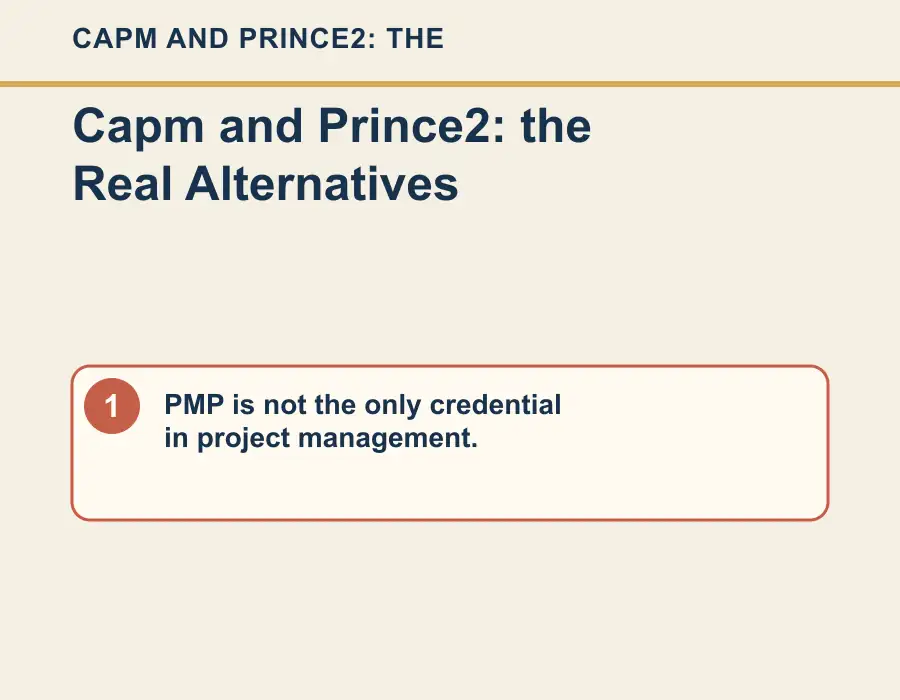 CAPM AND PRINCE2: THE
Capm and Prince2: the
Real Alternatives
1
PMP is not the only credential
in project management.